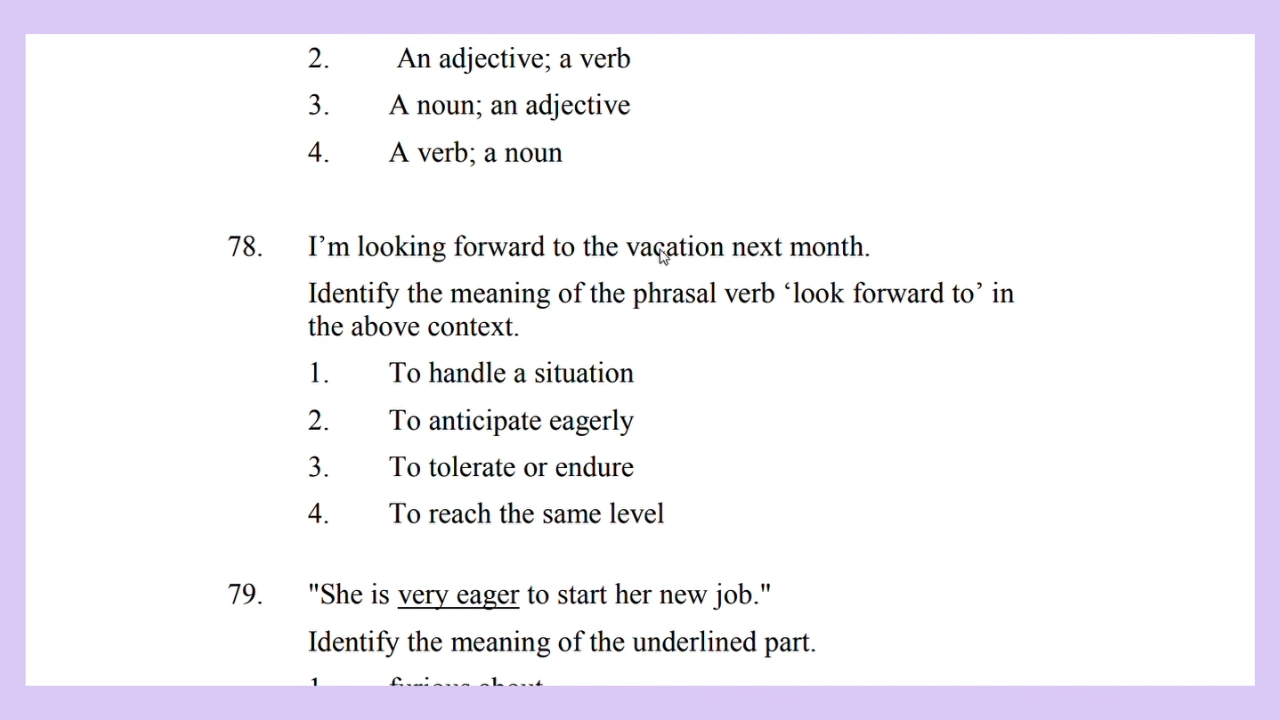 2. An adjective; a verb
3. A noun; an adjective
4. A verb; a noun
78. I’m looking forward to the vacation next month.
Identify the meaning of the phrasal verb ‘look forward to’ in
the above context.
1. To handle a situation
2. To anticipate eagerly
3. To tolerate or endure
4. To reach the same level
79. "She is very eager to start her new job."
Identify the meaning of the underlined part.
1. furious about